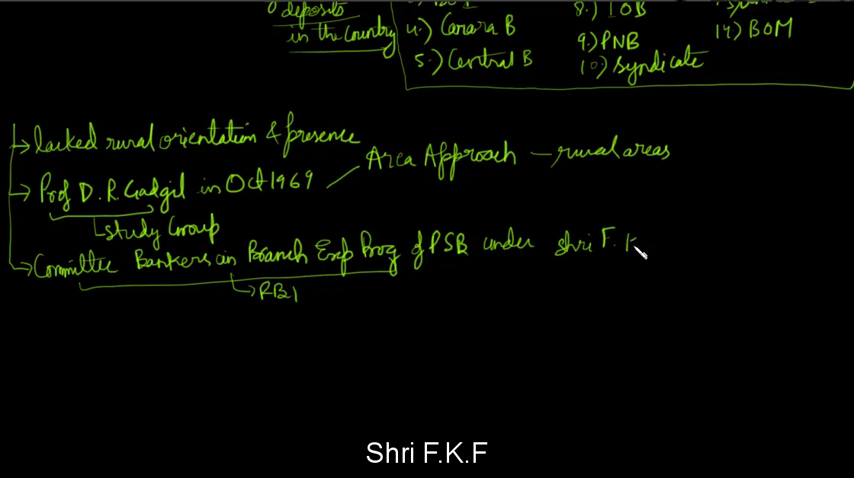 deposits
in the Country
4.) Canara B
5.) Central B
8.) IOB
9.) PNB
10.) Syndicate
14) BOM
→ lacked rural orientation & presence
→ Prof D. R. Gadgil in Oct 1969
Area Approach — rural areas
study Group
→ Committee Bankers in Branch Exp Prog of PSB under Shri F. K
→ RBI
Shri F.K.F